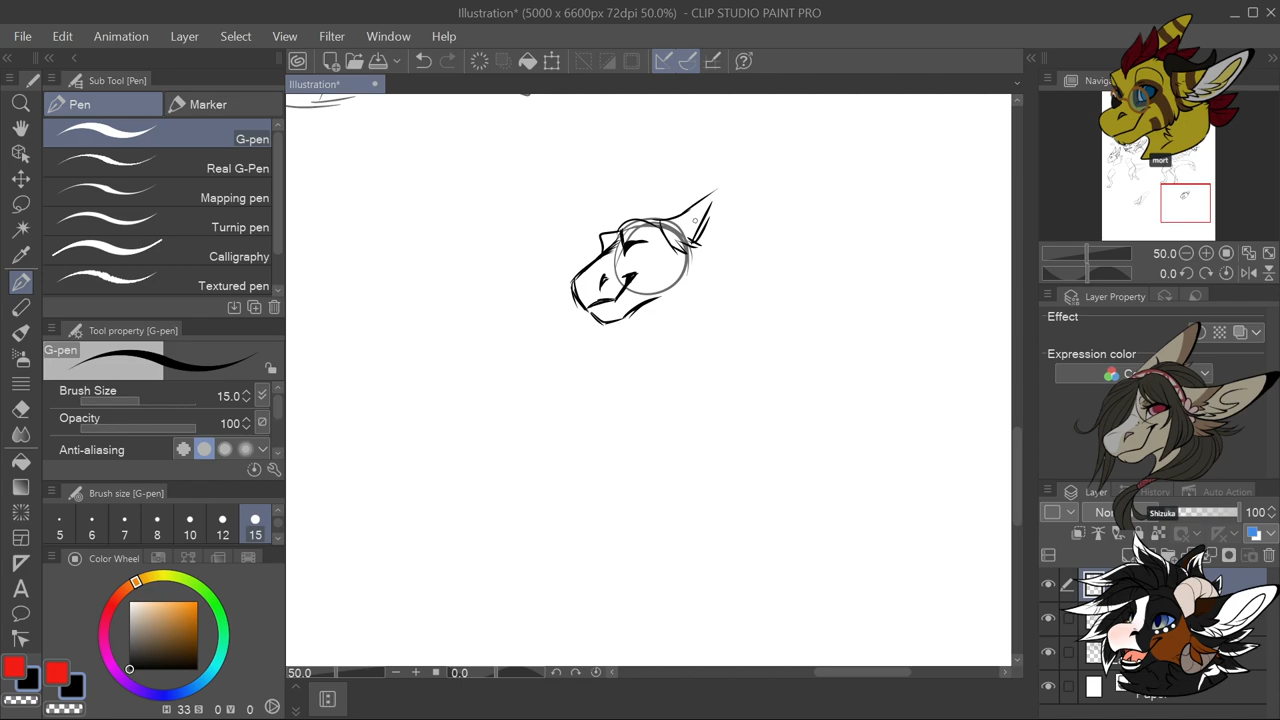 Illustration* (5000 x 6600px 72dpi 50.0%) - CLIP STUDIO PAINT PRO
File Edit Animation Layer Select View Filter Window Help
Sub Tool [Pen]
Illustration*
Pen
Marker
G-pen
Real G-Pen
Mapping pen
Turnip pen
Calligraphy
Textured pen
Tool property [G-pen]
G-pen
Brush Size 15.0
Opacity 100
Anti-aliasing
Brush size [G-pen]
5 6 7 8 10 12 15
Color Wheel
H 33 S 0 V 0
50.0 0.0
mort
50.0
0.0
Layer Property
Effect
Expression color
Layer History Auto Action
Shizuka
100